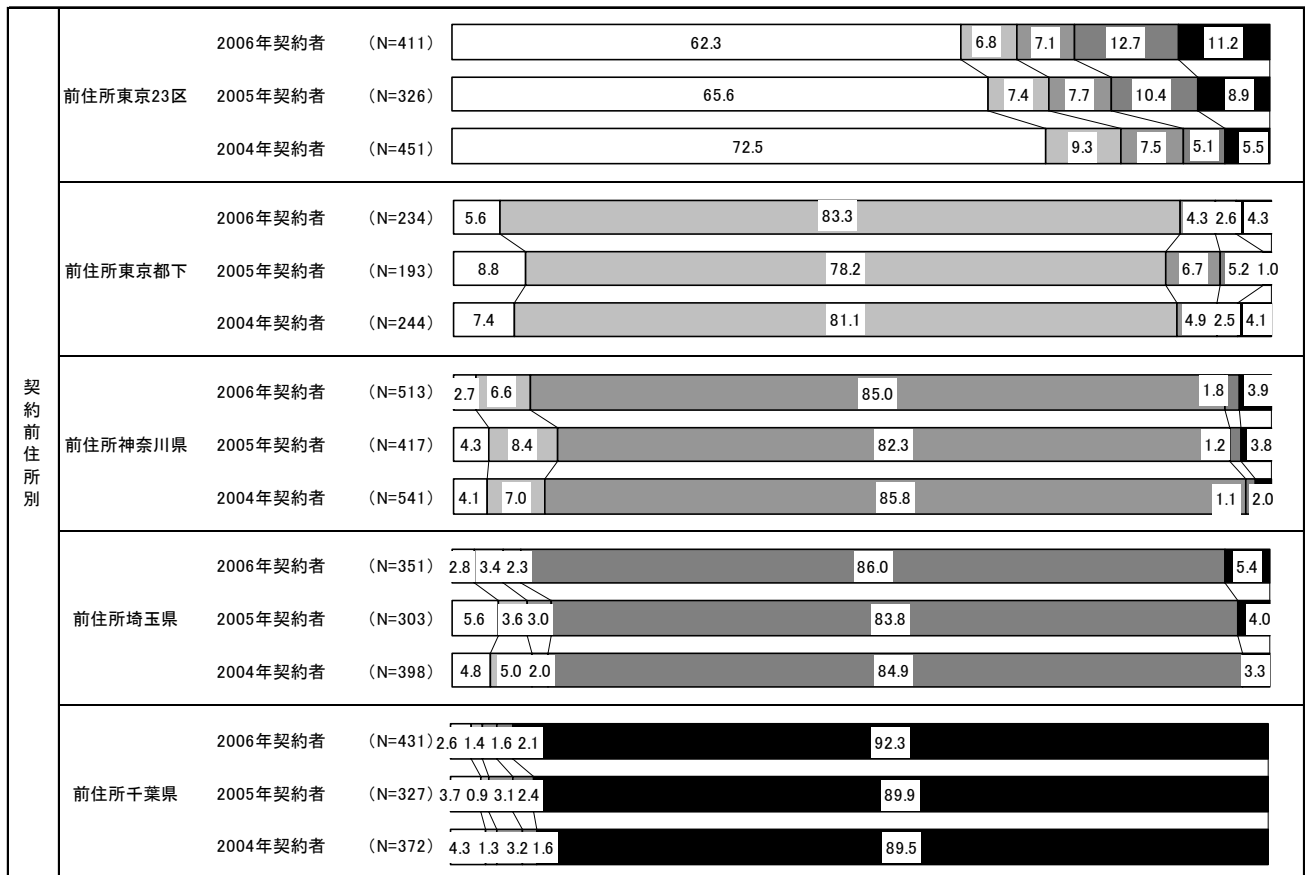 契約前住所別
前住所東京23区
2006年契約者 (N=411) 62.3 6.8 7.1 12.7 11.2
2005年契約者 (N=326) 65.6 7.4 7.7 10.4 8.9
2004年契約者 (N=451) 72.5 9.3 7.5 5.1 5.5
前住所東京都下
2006年契約者 (N=234) 5.6 83.3 4.3 2.6 4.3
2005年契約者 (N=193) 8.8 78.2 6.7 5.2 1.0
2004年契約者 (N=244) 7.4 81.1 4.9 2.5 4.1
前住所神奈川県
2006年契約者 (N=513) 2.7 6.6 85.0 1.8 3.9
2005年契約者 (N=417) 4.3 8.4 82.3 1.2 3.8
2004年契約者 (N=541) 4.1 7.0 85.8 1.1 2.0
前住所埼玉県
2006年契約者 (N=351) 2.8 3.4 2.3 86.0 5.4
2005年契約者 (N=303) 5.6 3.6 3.0 83.8 4.0
2004年契約者 (N=398) 4.8 5.0 2.0 84.9 3.3
前住所千葉県
2006年契約者 (N=431) 2.6 1.4 1.6 2.1 92.3
2005年契約者 (N=327) 3.7 0.9 3.1 2.4 89.9
2004年契約者 (N=372) 4.3 1.3 3.2 1.6 89.5